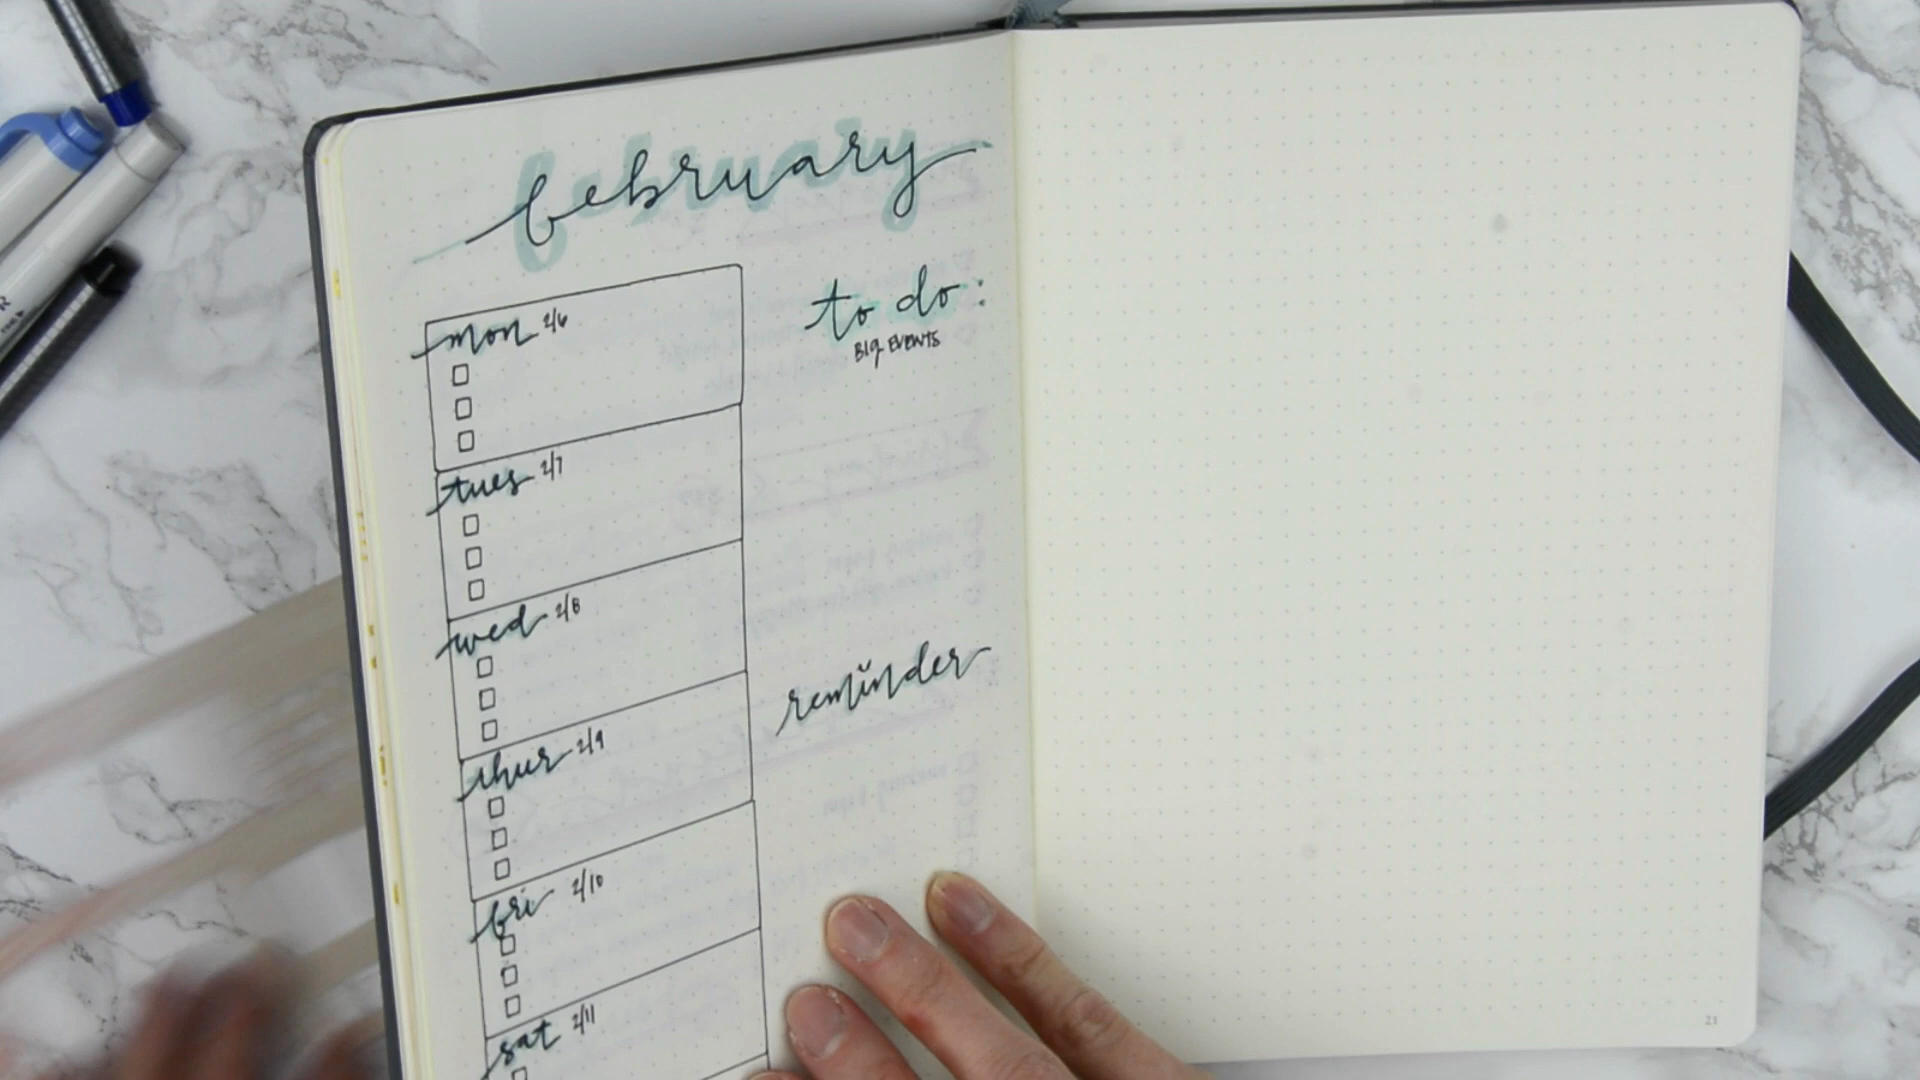 february
mon 2/6
tues 2/7
wed 2/8
thur 2/9
fri 2/10
sat 2/11
to do:
BIG EVENTS
reminder
21